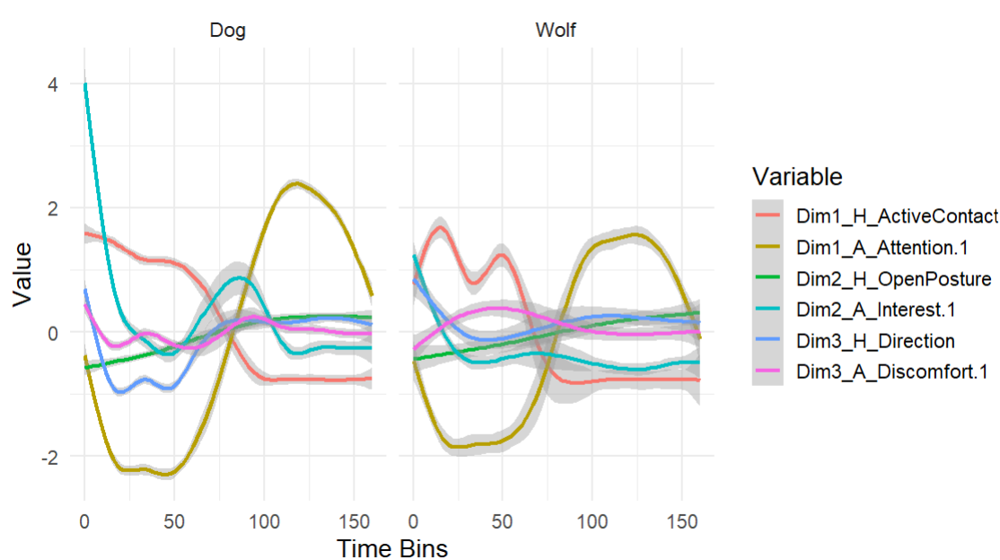 Dog Wolf
4
2
0
-2
Value
0 50 100 150 0 50 100 150
Time Bins
Variable
Dim1_H_ActiveContact
Dim1_A_Attention.1
Dim2_H_OpenPosture
Dim2_A_Interest.1
Dim3_H_Direction
Dim3_A_Discomfort.1